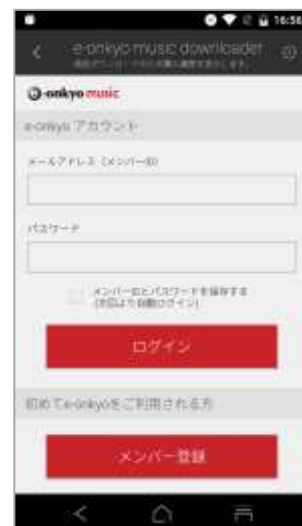 16:56
e-onkyo music downloader
e-onkyo music
e-onkyo アカウント
メールアドレス (メンバーID)
パスワード
メンバーIDとパスワードを保存する
(次回より自動ログイン)
ログイン
初めてe-onkyoをご利用される方
メンバー登録